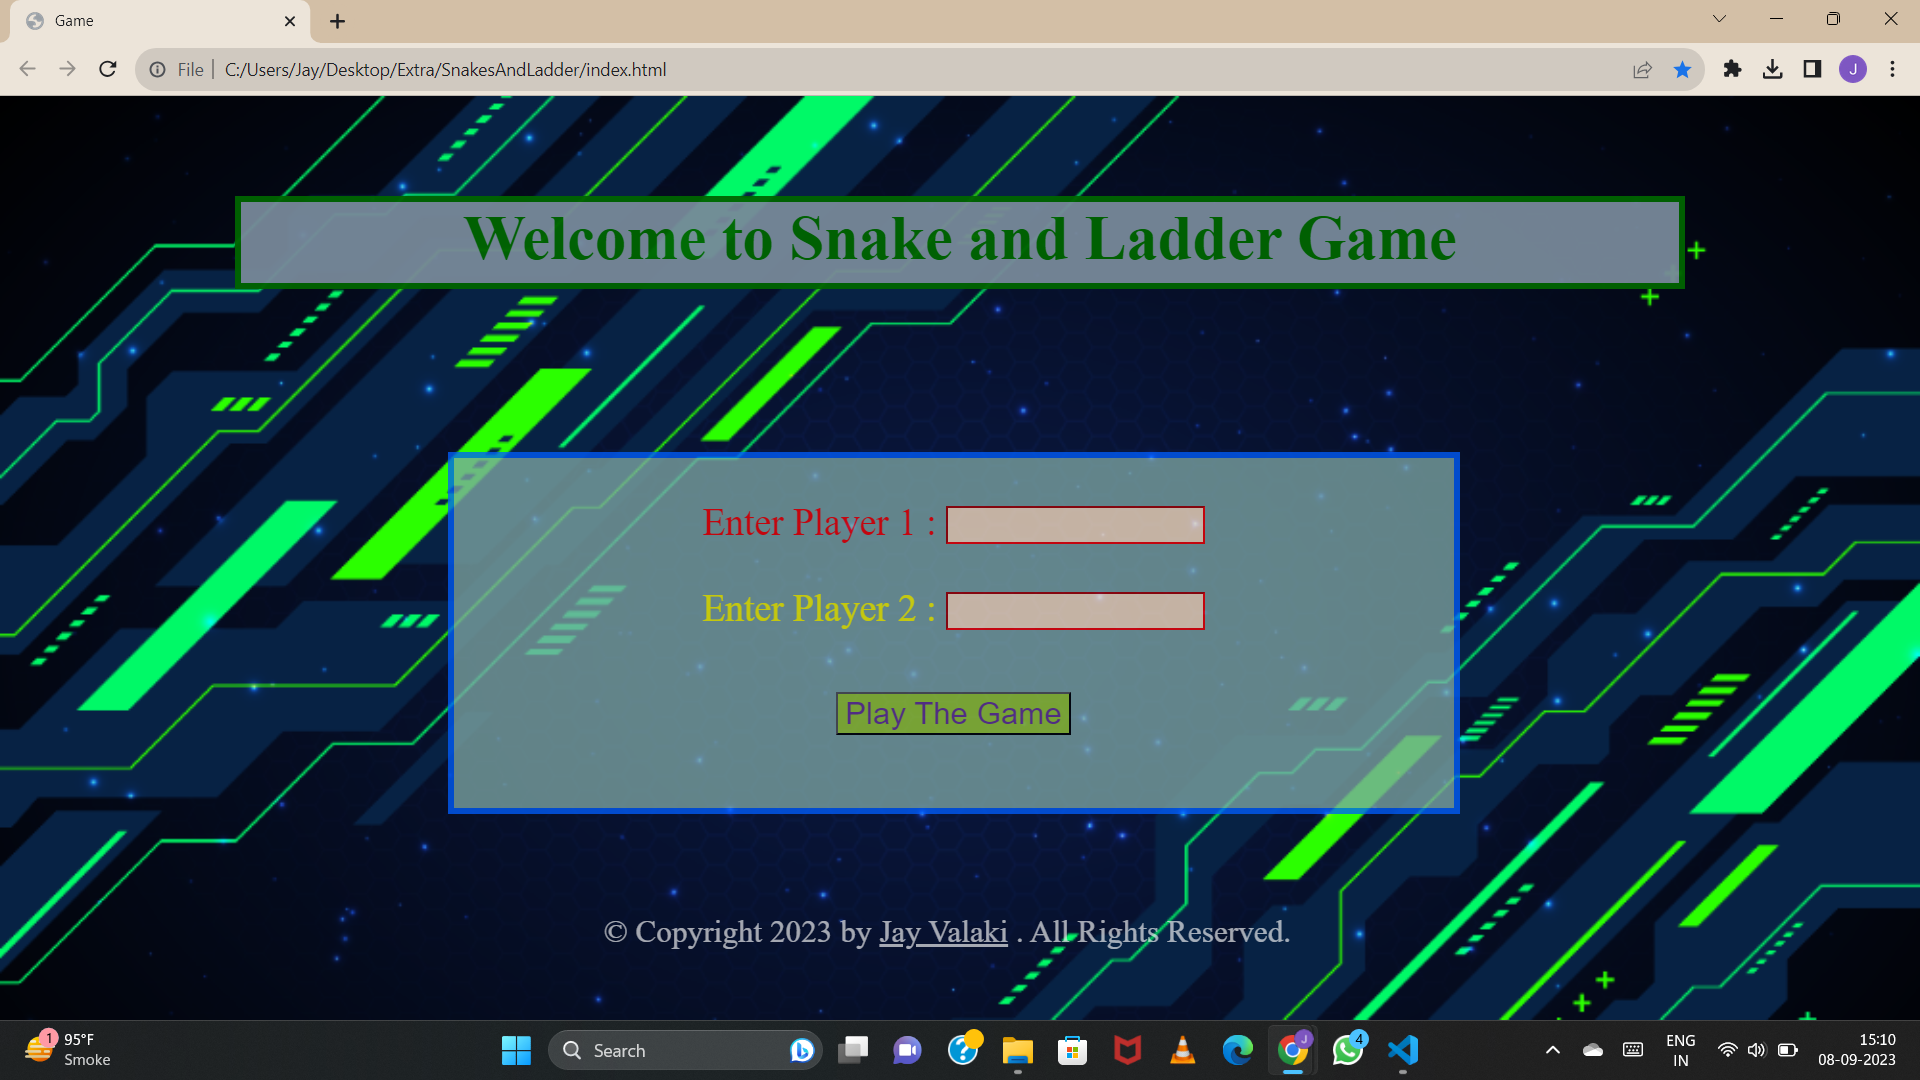 Game
File
C:/Users/Jay/Desktop/Extra/SnakesAndLadder/index.html
J
Welcome to Snake and Ladder Game
Enter Player 1 :
Enter Player 2 :
Play The Game
© Copyright 2023 by Jay Valaki . All Rights Reserved.
1
95°F
Smoke
Search
J
4
ENG
IN
15:10
08-09-2023